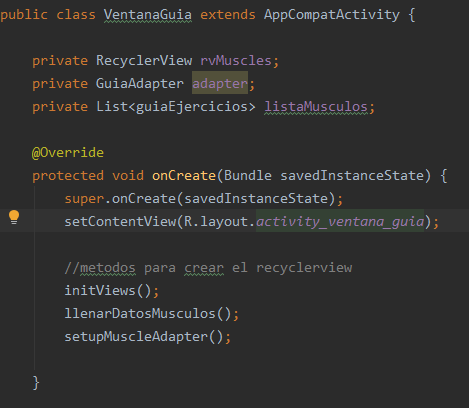 public class VentanaGuia extends AppCompatActivity {
private RecyclerView rvMuscles;
private GuiaAdapter adapter;
private List<guiaEjercicios> listaMusculos;
@Override
protected void onCreate(Bundle savedInstanceState) {
super.onCreate(savedInstanceState);
setContentView(R.layout.activity_ventana_guia);
//metodos para crear el recyclerview
initViews();
llenarDatosMusculos();
setupMuscleAdapter();
}